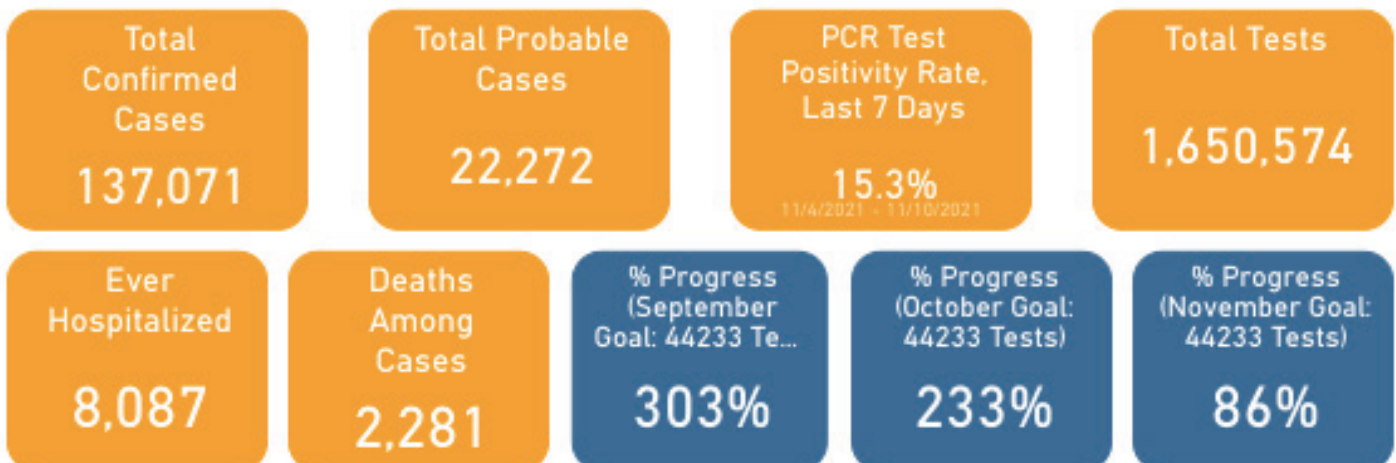 Total
Confirmed
Cases
137,071
Total Probable
Cases
22,272
PCR Test
Positivity Rate,
Last 7 Days
15.3%
11/4/2021 - 11/10/2021
Total Tests
1,650,574
Ever
Hospitalized
8,087
Deaths
Among
Cases
2,281
% Progress
(September
Goal: 44233 Te...
303%
% Progress
(October Goal:
44233 Tests)
233%
% Progress
(November Goal:
44233 Tests)
86%